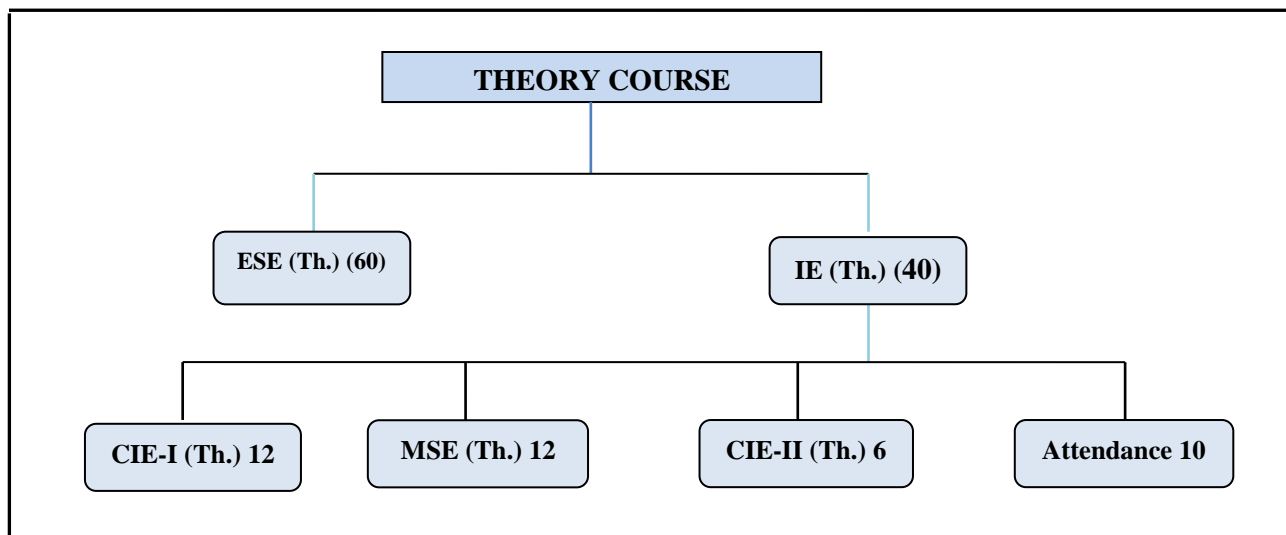 THEORY COURSE
ESE (Th.) (60)
IE (Th.) (40)
CIE-I (Th.) 12
MSE (Th.) 12
CIE-II (Th.) 6
Attendance 10